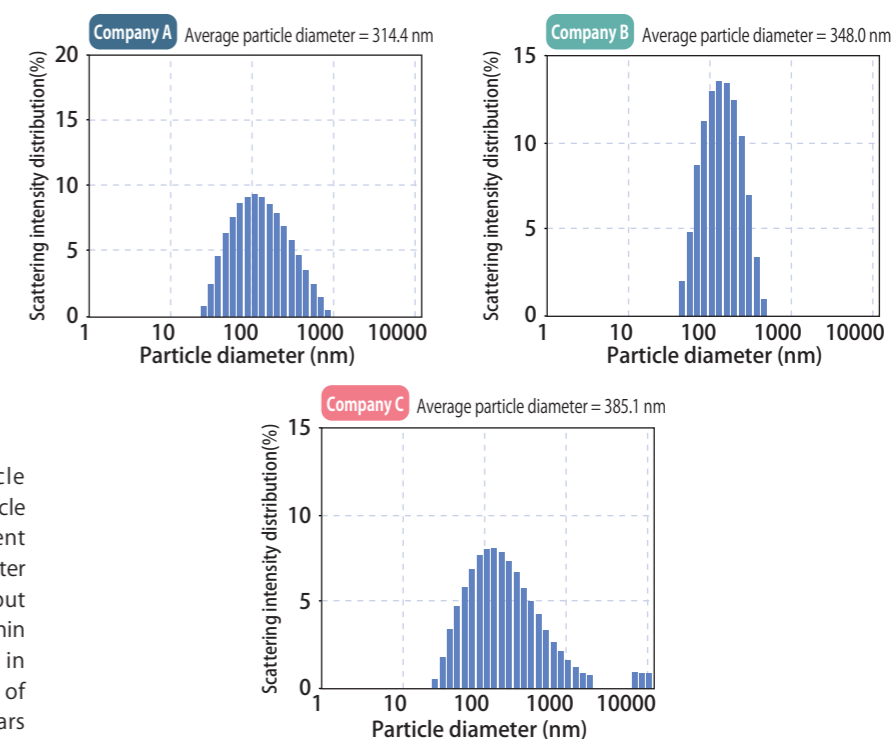 Company A Average particle diameter = 314.4 nm
Scattering intensity distribution(%)
20
15
10
5
0
1 10 100 1000 10000
Particle diameter (nm)
Company B Average particle diameter = 348.0 nm
Scattering intensity distribution(%)
15
10
5
0
1 10 100 1000 10000
Particle diameter (nm)
Company C Average particle diameter = 385.1 nm
Scattering intensity distribution(%)
15
10
5
0
1 10 100 1000 10000
Particle diameter (nm)
cle
cle
ent
ter
out
in
of
ars